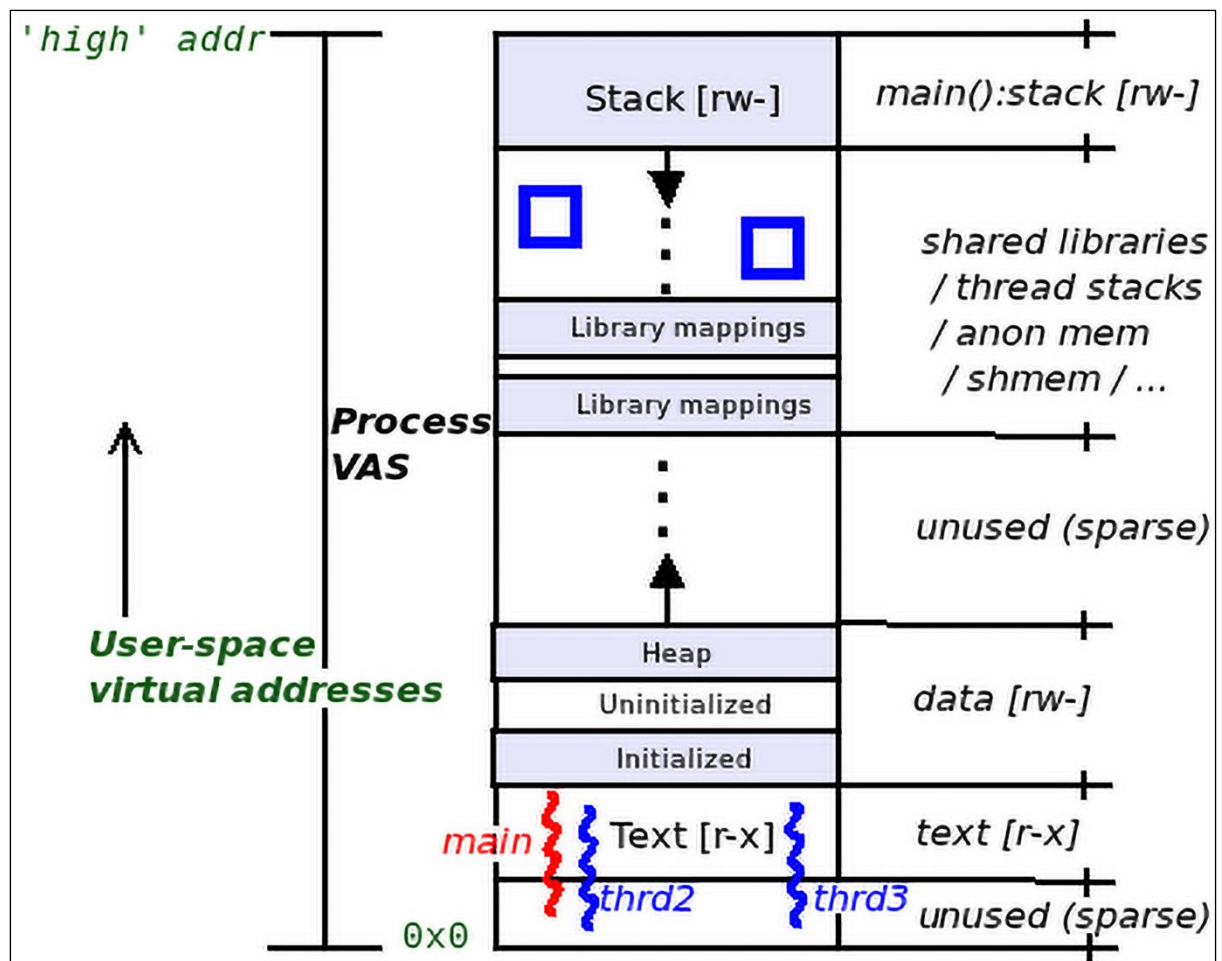 'high' addr
Stack [rw-]
main():stack [rw-]
shared libraries
/ thread stacks
/ anon mem
/ shmem / ...
Library mappings
Library mappings
Process
VAS
unused (sparse)
User-space
virtual addresses
Heap
Uninitialized
Initialized
data [rw-]
main
Text [r-x]
text [r-x]
thrd2
thrd3
unused (sparse)
0x0